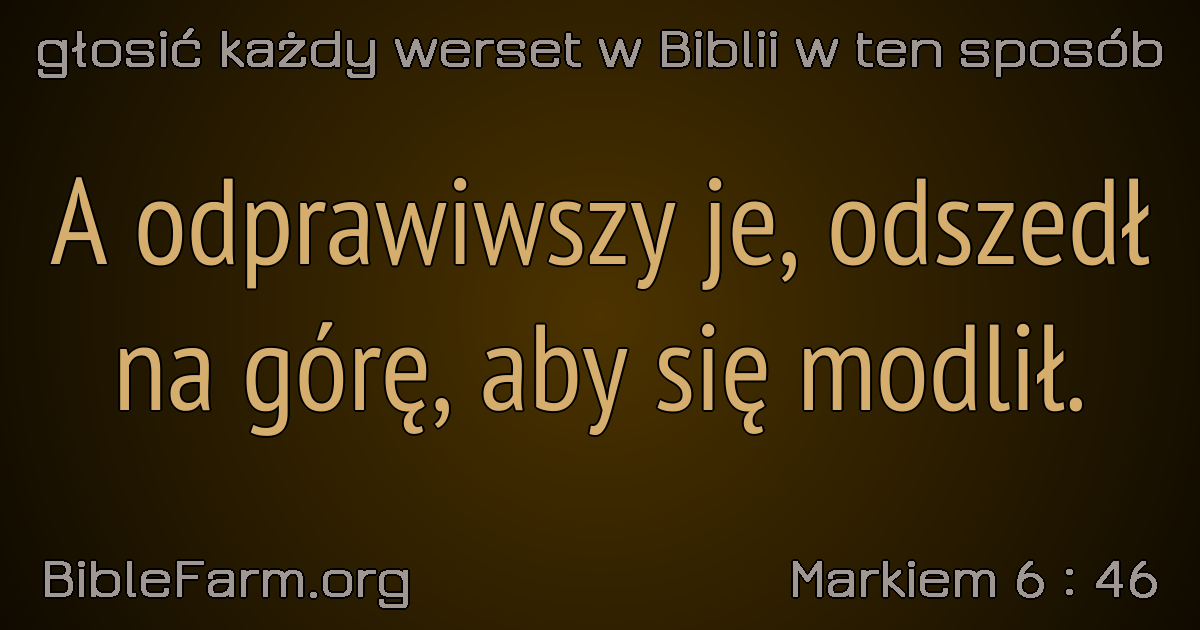 głosić każdy werset w Biblii w ten sposób
A odprawiwszy je, odszedł
na górę, aby się modlił.
BibleFarm.org
Markiem 6 : 46